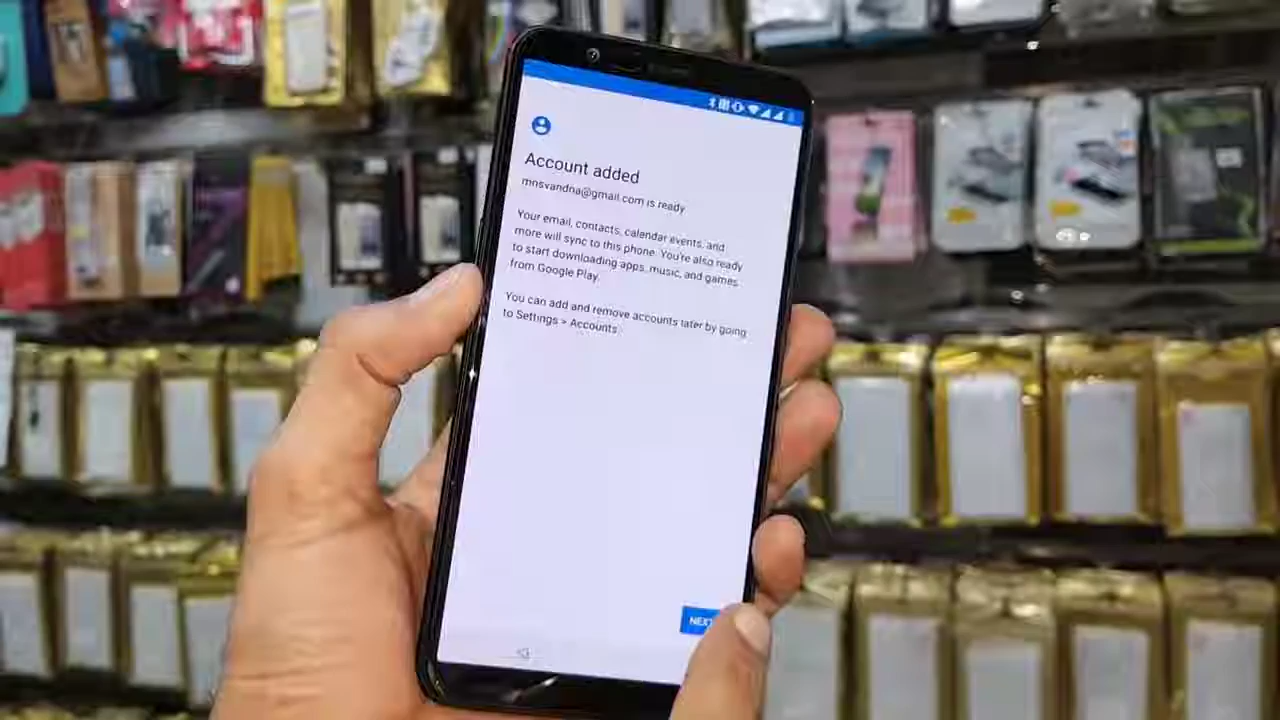 Account added
mnsvandna@gmail.com is ready
Your email, contacts, calendar events, and
more will sync to this phone. You're also ready
to start downloading apps, music, and games
from Google Play.
You can add and remove accounts later by going
to Settings > Accounts.
NEXT